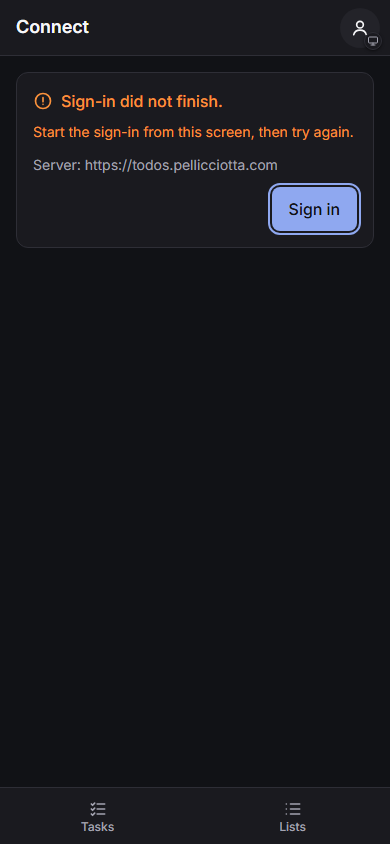 Connect
Sign-in did not finish.
Start the sign-in from this screen, then try again.
Server: https://todos.pellicciotta.com
Sign in
Tasks
Lists